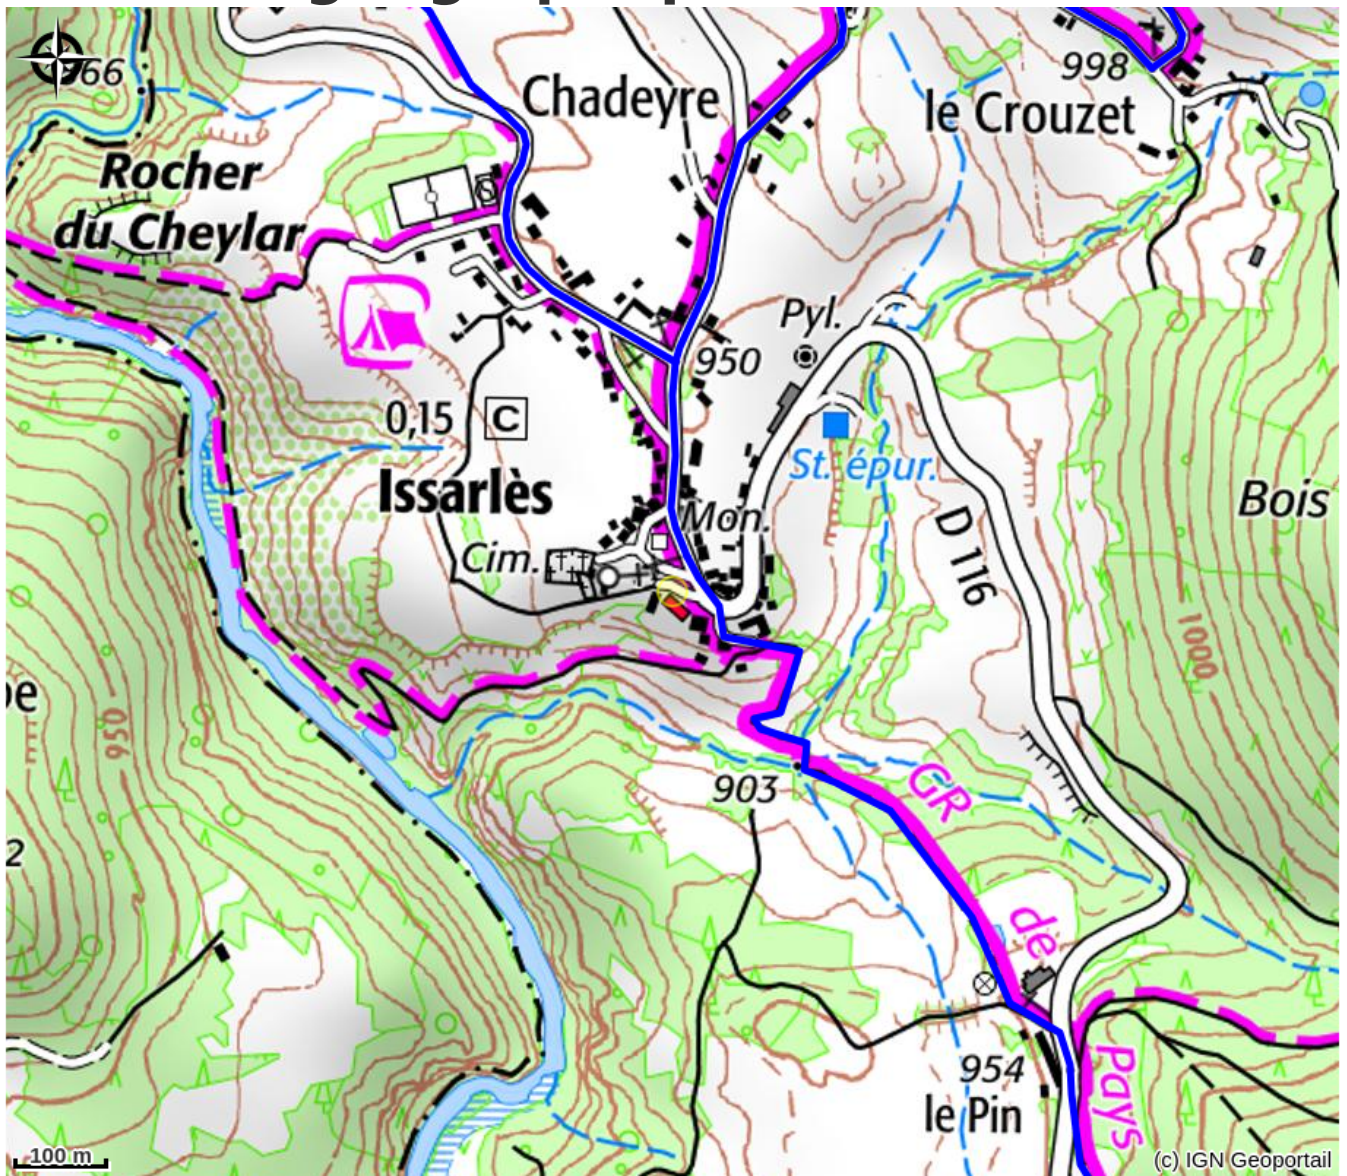 966
Chadeyre
998
le Crouzet
Rocher
du Cheylar
Pyl.
950
0,15
C
St. épur.
Issarlès
Mon.
Bois
Cim.
D 116
1000
950
GR
903
de
2
954
le Pin
Pays
100 m
(c) IGN Geoportail